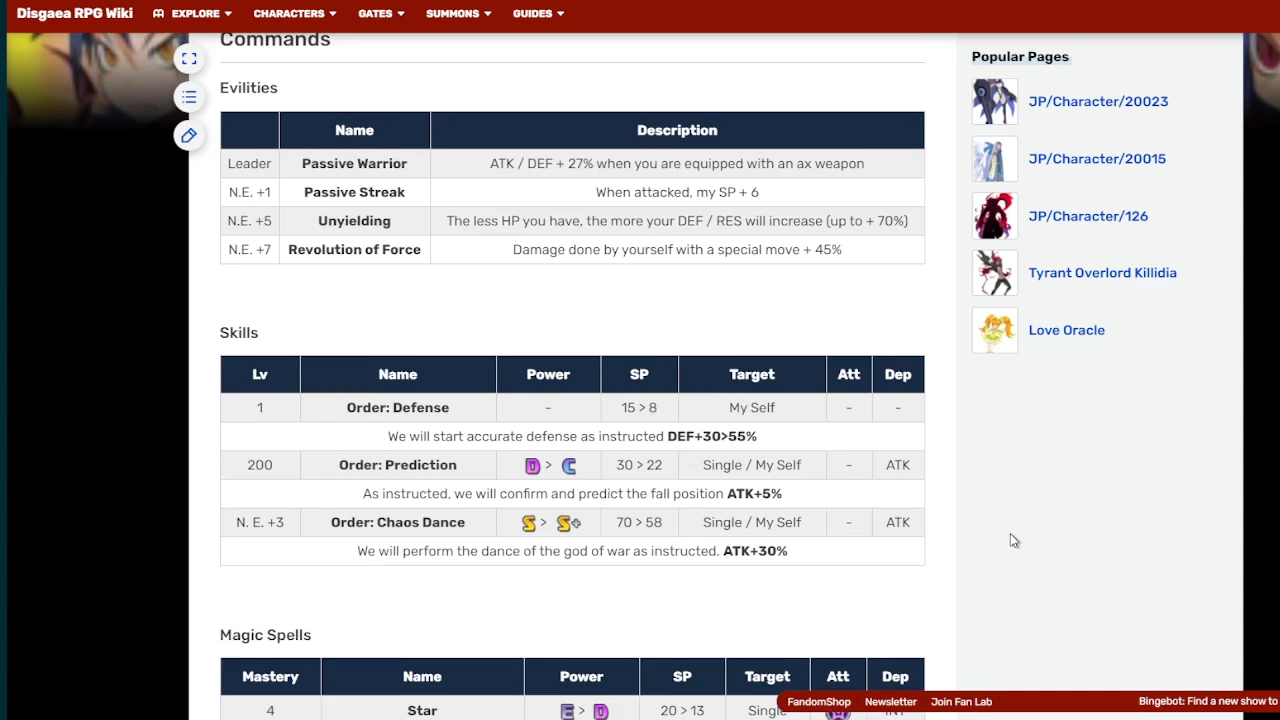 Disgaea RPG Wiki EXPLORE CHARACTERS GATES SUMMONS GUIDES
Commands
Evilities
Name Description
Leader Passive Warrior ATK / DEF + 27% when you are equipped with an ax weapon
N.E. +1 Passive Streak When attacked, my SP + 6
N.E. +5 Unyielding The less HP you have, the more your DEF / RES will increase (up to + 70%)
N.E. +7 Revolution of Force Damage done by yourself with a special move + 45%
Skills
Lv Name Power SP Target Att Dep
1 Order: Defense - 15 > 8 My Self - -
We will start accurate defense as instructed DEF+30>55%
200 Order: Prediction D > C 30 > 22 Single / My Self - ATK
As instructed, we will confirm and predict the fall position ATK+5%
N. E. +3 Order: Chaos Dance S > S+ 70 > 58 Single / My Self - ATK
We will perform the dance of the god of war as instructed. ATK+30%
Magic Spells
Mastery Name Power SP Target Att Dep
4 Star E > D 20 > 13 Single INT
Popular Pages
JP/Character/20023
JP/Character/20015
JP/Character/126
Tyrant Overlord Killidia
Love Oracle
FandomShop Newsletter Join Fan Lab Bingebot: Find a new show to